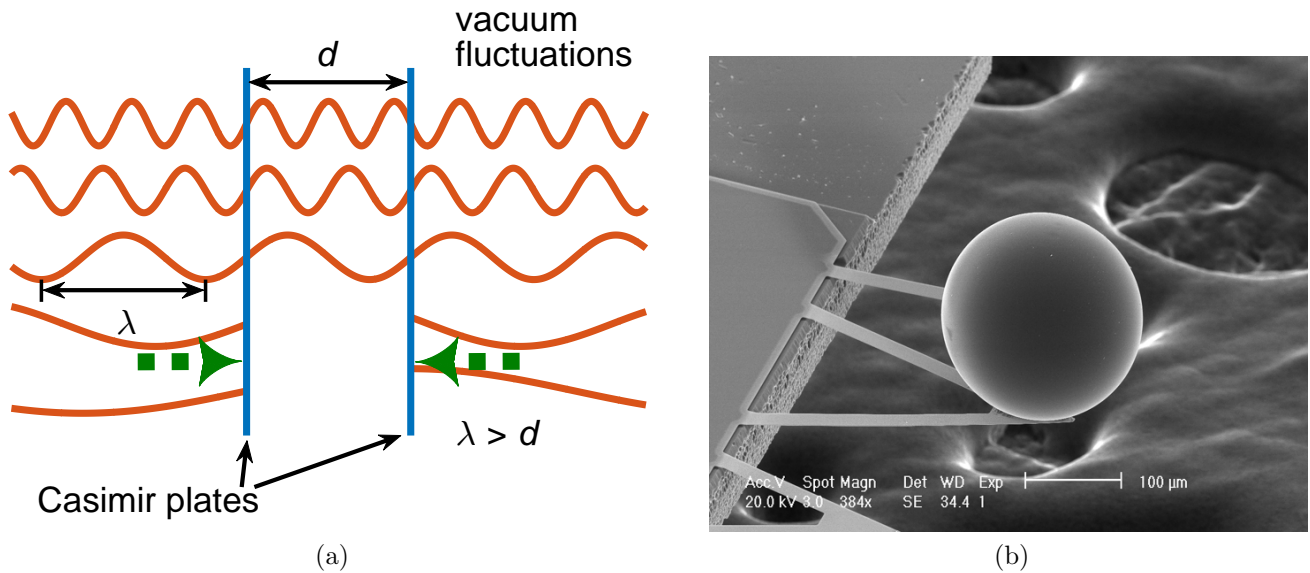 vacuum
fluctuations
d
λ
λ > d
Casimir plates
(a)
Acc.V Spot Magn Det WD Exp
20.0 kV 3.0 384x SE 34.4 1
100 µm
(b)